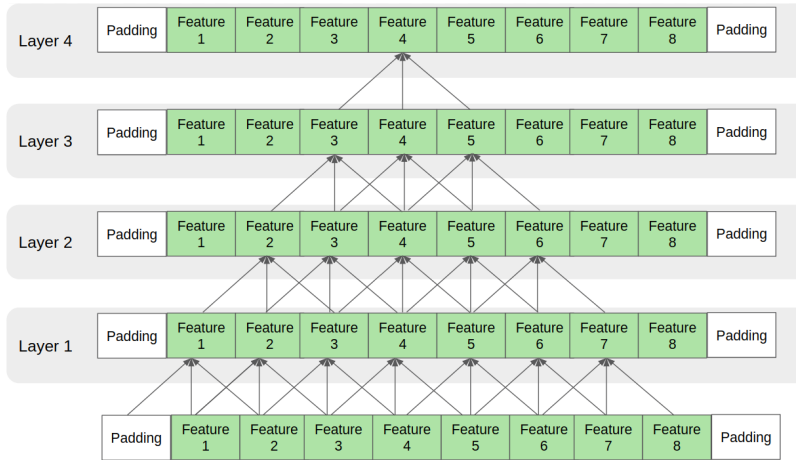 Layer 4
Padding
Feature
1
Feature
2
Feature
3
Feature
4
Feature
5
Feature
6
Feature
7
Feature
8
Padding
Layer 3
Padding
Feature
1
Feature
2
Feature
3
Feature
4
Feature
5
Feature
6
Feature
7
Feature
8
Padding
Layer 2
Padding
Feature
1
Feature
2
Feature
3
Feature
4
Feature
5
Feature
6
Feature
7
Feature
8
Padding
Layer 1
Padding
Feature
1
Feature
2
Feature
3
Feature
4
Feature
5
Feature
6
Feature
7
Feature
8
Padding
Padding
Feature
1
Feature
2
Feature
3
Feature
4
Feature
5
Feature
6
Feature
7
Feature
8
Padding